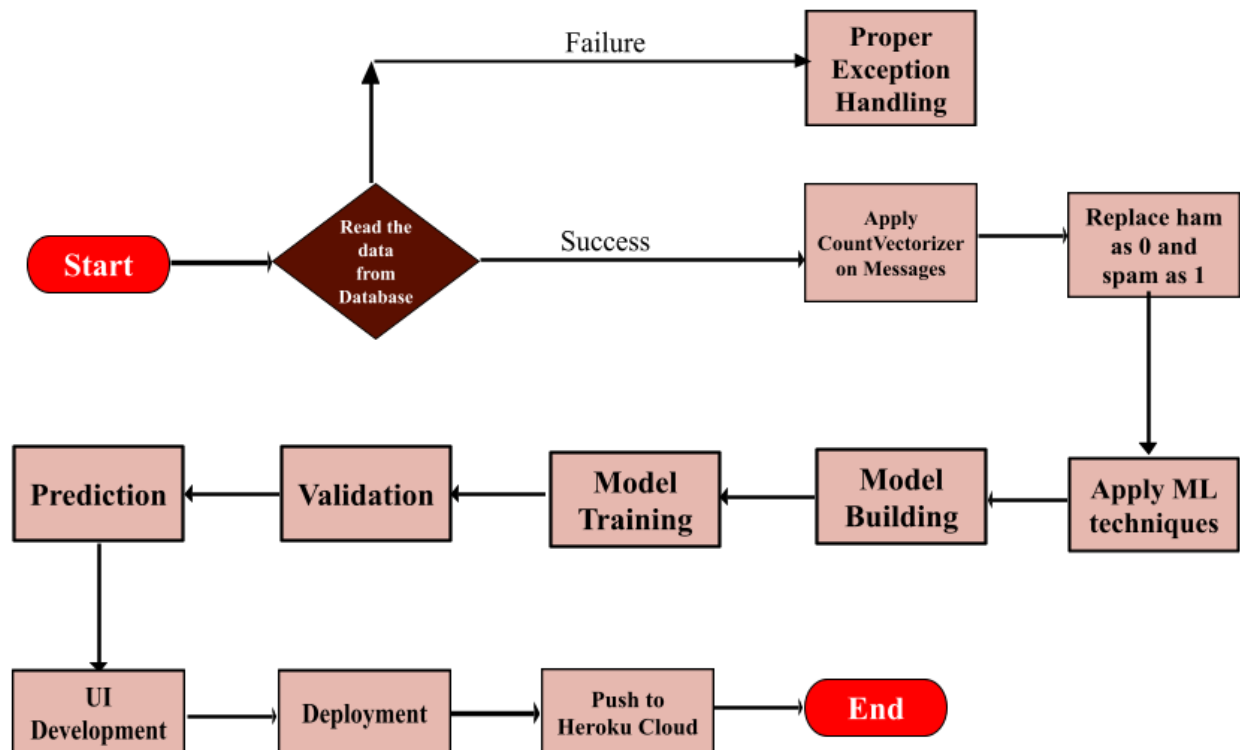 Failure
Proper
Exception
Handling
Start
Read the
data
from
Database
Success
Apply
CountVectorizer
on Messages
Replace ham
as 0 and
spam as 1
Apply ML
techniques
Model
Building
Model
Training
Validation
Prediction
UI
Development
Deployment
Push to
Heroku Cloud
End